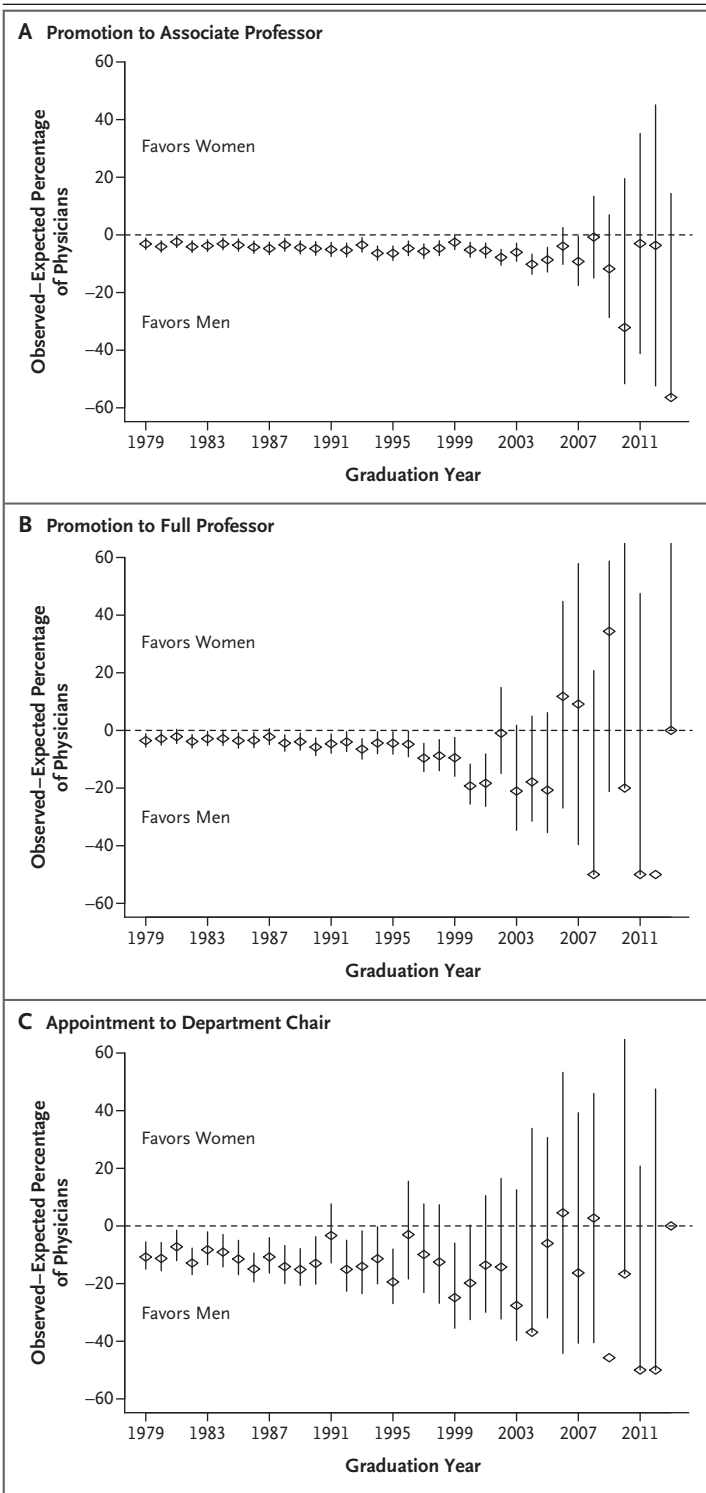 A Promotion to Associate Professor
60
40
20
0
–20
–40
–60
Observed–Expected Percentage
of Physicians
Favors Women
Favors Men
1979 1983 1987 1991 1995 1999 2003 2007 2011
Graduation Year
B Promotion to Full Professor
60
40
20
0
–20
–40
–60
Observed–Expected Percentage
of Physicians
Favors Women
Favors Men
1979 1983 1987 1991 1995 1999 2003 2007 2011
Graduation Year
C Appointment to Department Chair
60
40
20
0
–20
–40
–60
Observed–Expected Percentage
of Physicians
Favors Women
Favors Men
1979 1983 1987 1991 1995 1999 2003 2007 2011
Graduation Year